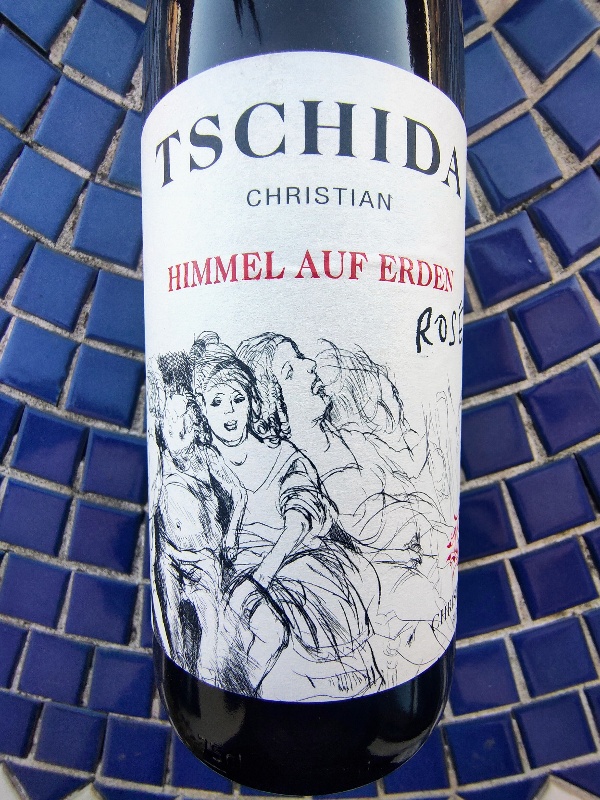 TSCHIDA
CHRISTIAN
HIMMEL AUF ERDEN
ROSÉ